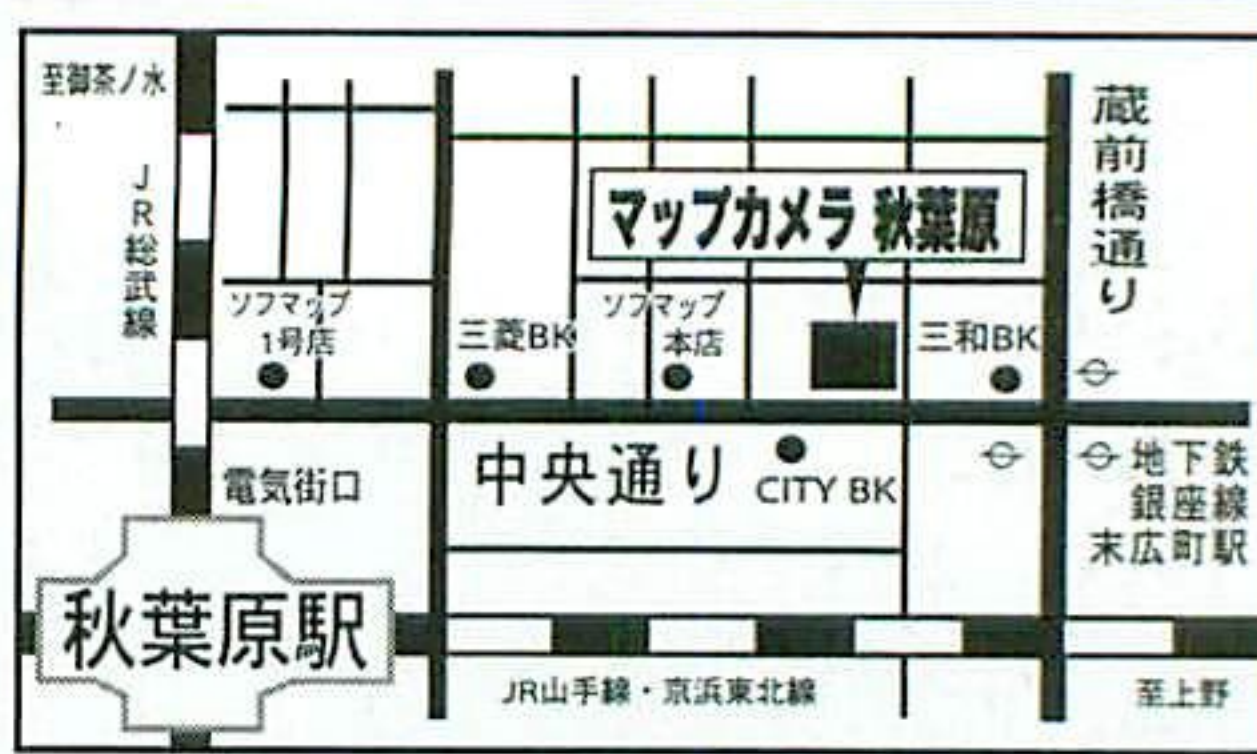 至御茶ノ水
JR総武線
蔵前橋通り
マップカメラ 秋葉原
ソフマップ
1号店
三菱BK
ソフマップ
本店
三和BK
電気街口
中央通り
CITY BK
地下鉄
銀座線
末広町駅
秋葉原駅
JR山手線・京浜東北線
至上野